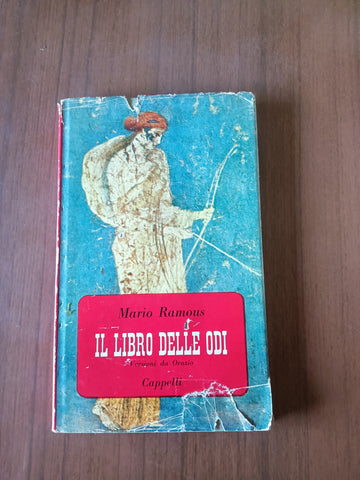 Mario Ramous
IL LIBRO DELLE ODI
Versioni da Orazio
Cappelli